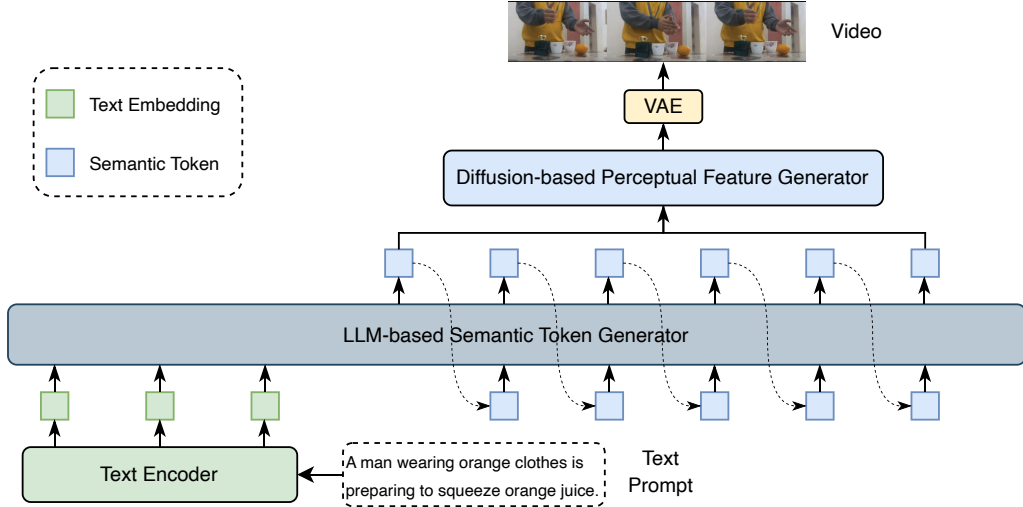 Video
VAE
Text Embedding
Semantic Token
Diffusion-based Perceptual Feature Generator
LLM-based Semantic Token Generator
Text Encoder
A man wearing orange clothes is
preparing to squeeze orange juice.
Text
Prompt